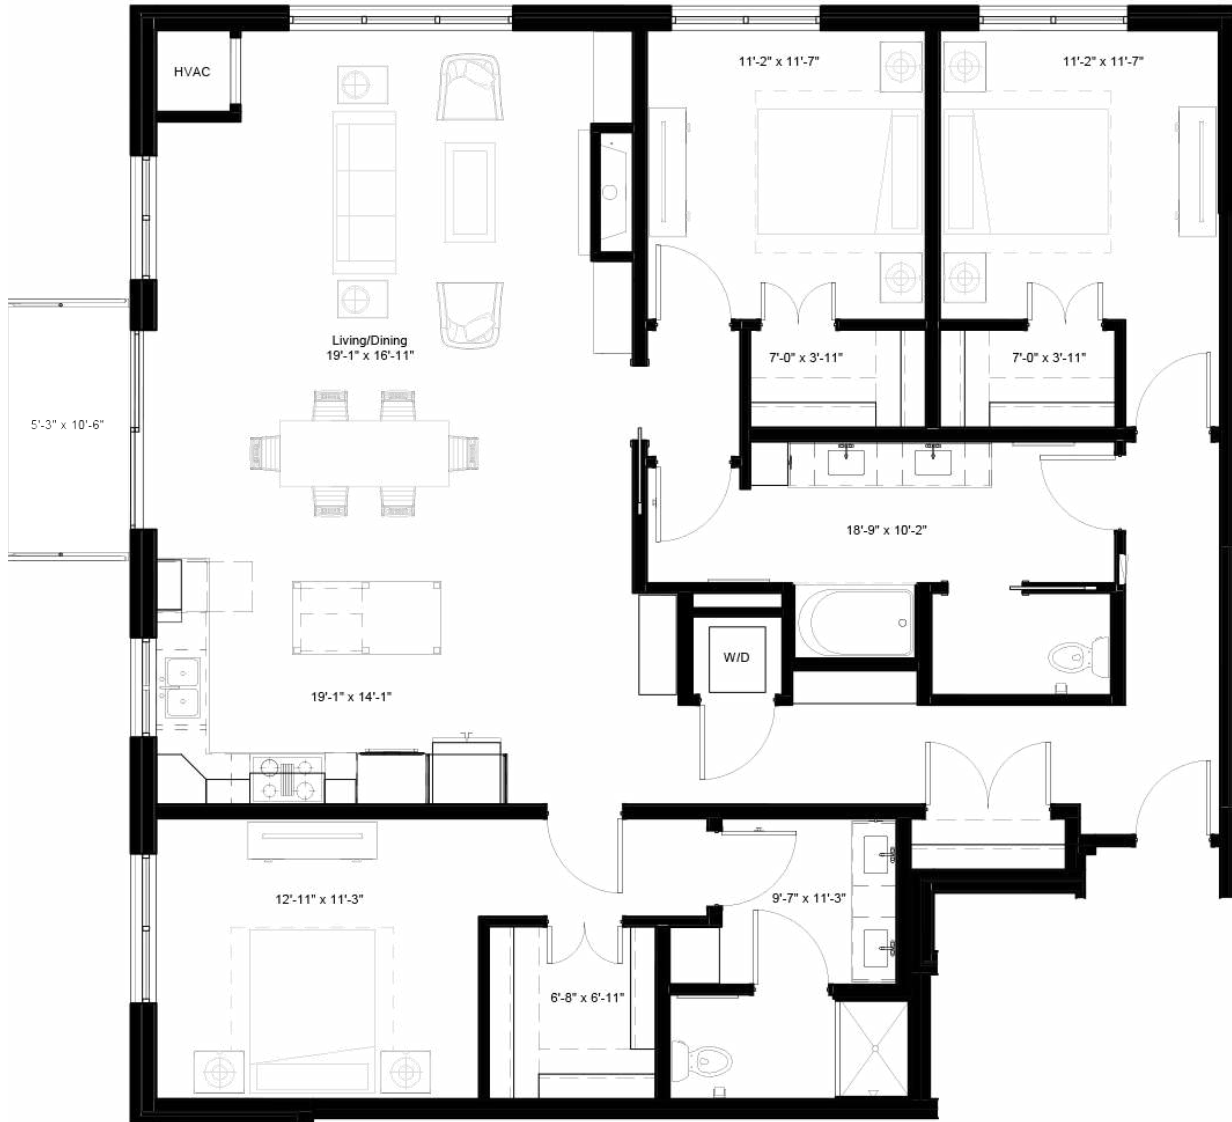 HVAC
11'-2" x 11'-7"
11'-2" x 11'-7"
Living/Dining
19'-1" x 16'-11"
7'-0" x 3'-11"
7'-0" x 3'-11"
5'-3" x 10'-6"
18'-9" x 10'-2"
W/D
19'-1" x 14'-1"
12'-11" x 11'-3"
9'-7" x 11'-3"
6'-8" x 6'-11"